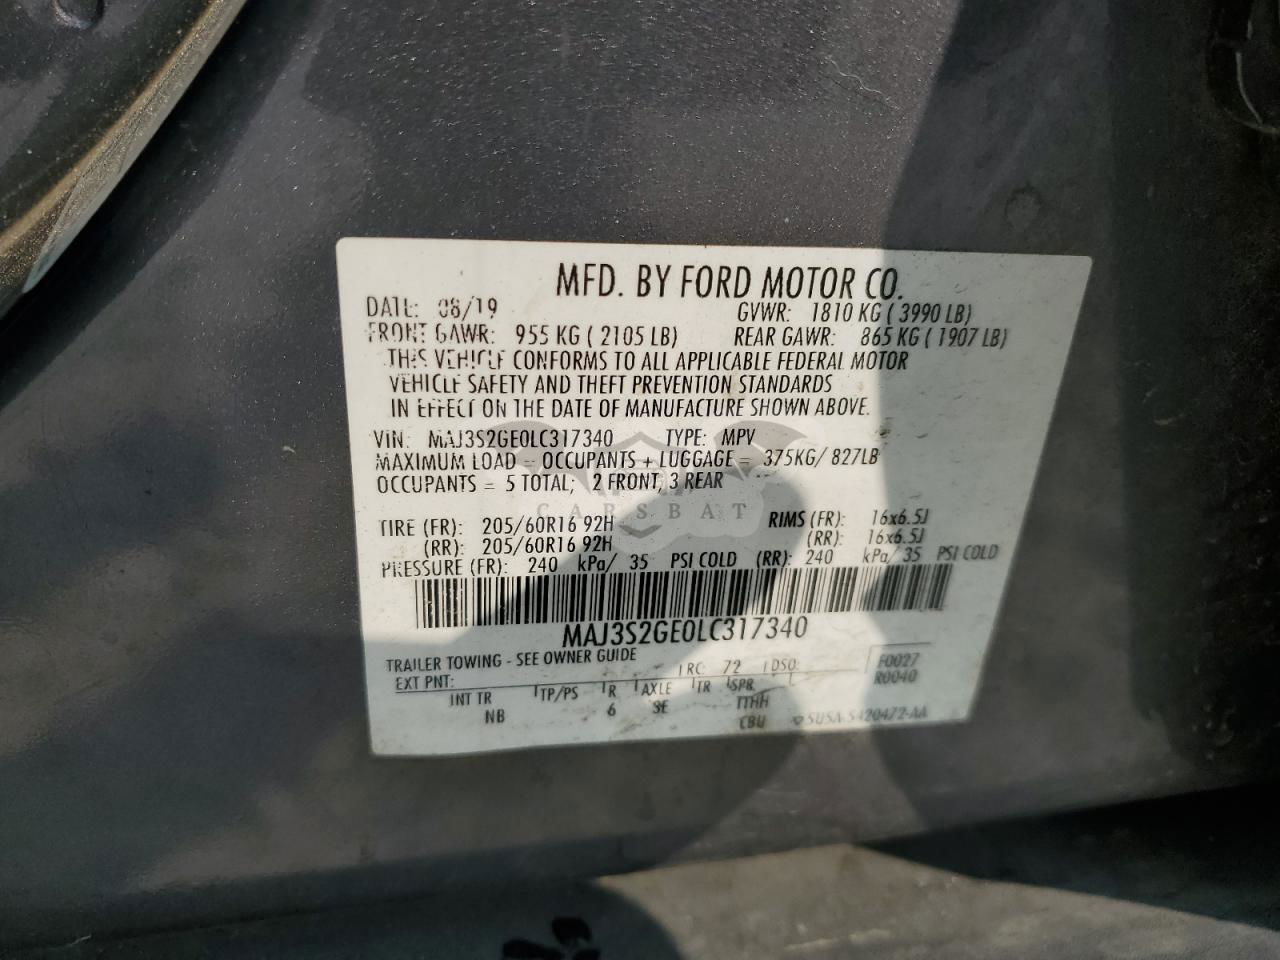 MFD. BY FORD MOTOR CO.
DATE: 08/19 GVWR: 1810 KG ( 3990 LB)
FRONT GAWR: 955 KG ( 2105 LB) REAR GAWR: 865 KG ( 1907 LB)
THIS VEHICLE CONFORMS TO ALL APPLICABLE FEDERAL MOTOR
VEHICLE SAFETY AND THEFT PREVENTION STANDARDS
IN EFFECT ON THE DATE OF MANUFACTURE SHOWN ABOVE.
VIN: MAJ3S2GE0LC317340 TYPE: MPV
MAXIMUM LOAD = OCCUPANTS + LUGGAGE = 375KG/ 827LB
OCCUPANTS = 5 TOTAL; 2 FRONT, 3 REAR
CARSBAT
TIRE (FR): 205/60R16 92H RIMS (FR): 16x6.5J
(RR): 205/60R16 92H (RR): 16x6.5J
PRESSURE (FR): 240 kPa/ 35 PSI COLD (RR): 240 kPa/ 35 PSI COLD
MAJ3S2GE0LC317340
TRAILER TOWING - SEE OWNER GUIDE
EXT PNT: RC: 72 DSO: F0027
R0040
INT TR TP/PS R AXLE TR SPR
NB 6 SE TTHH
CBU 5USA-5420472-AA